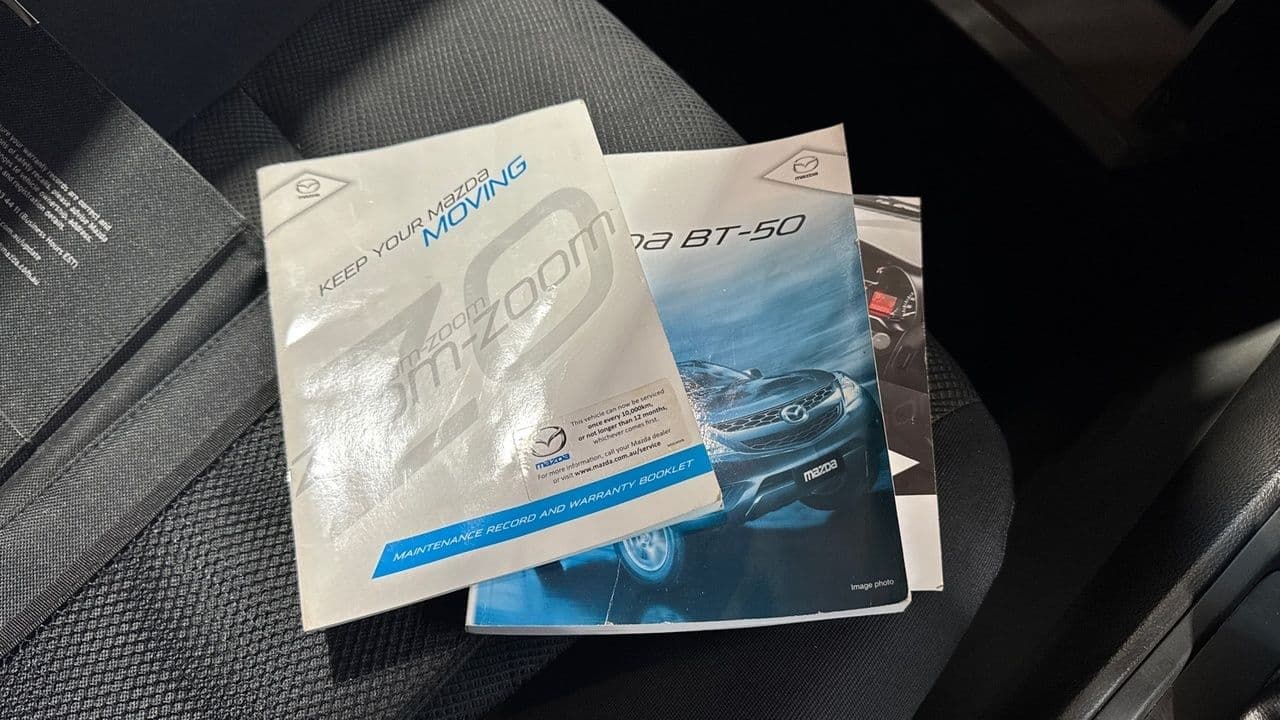 mazda
KEEP YOUR mazda
MOVING
zoom-zoom
This vehicle can now be serviced
once every 10,000km,
or not longer than 12 months,
whichever comes first.
mazda
For more information, call your Mazda dealer
or visit www.mazda.com.au/service
MAINTENANCE RECORD AND WARRANTY BOOKLET
mazda
BT-50
mazda
Image photo